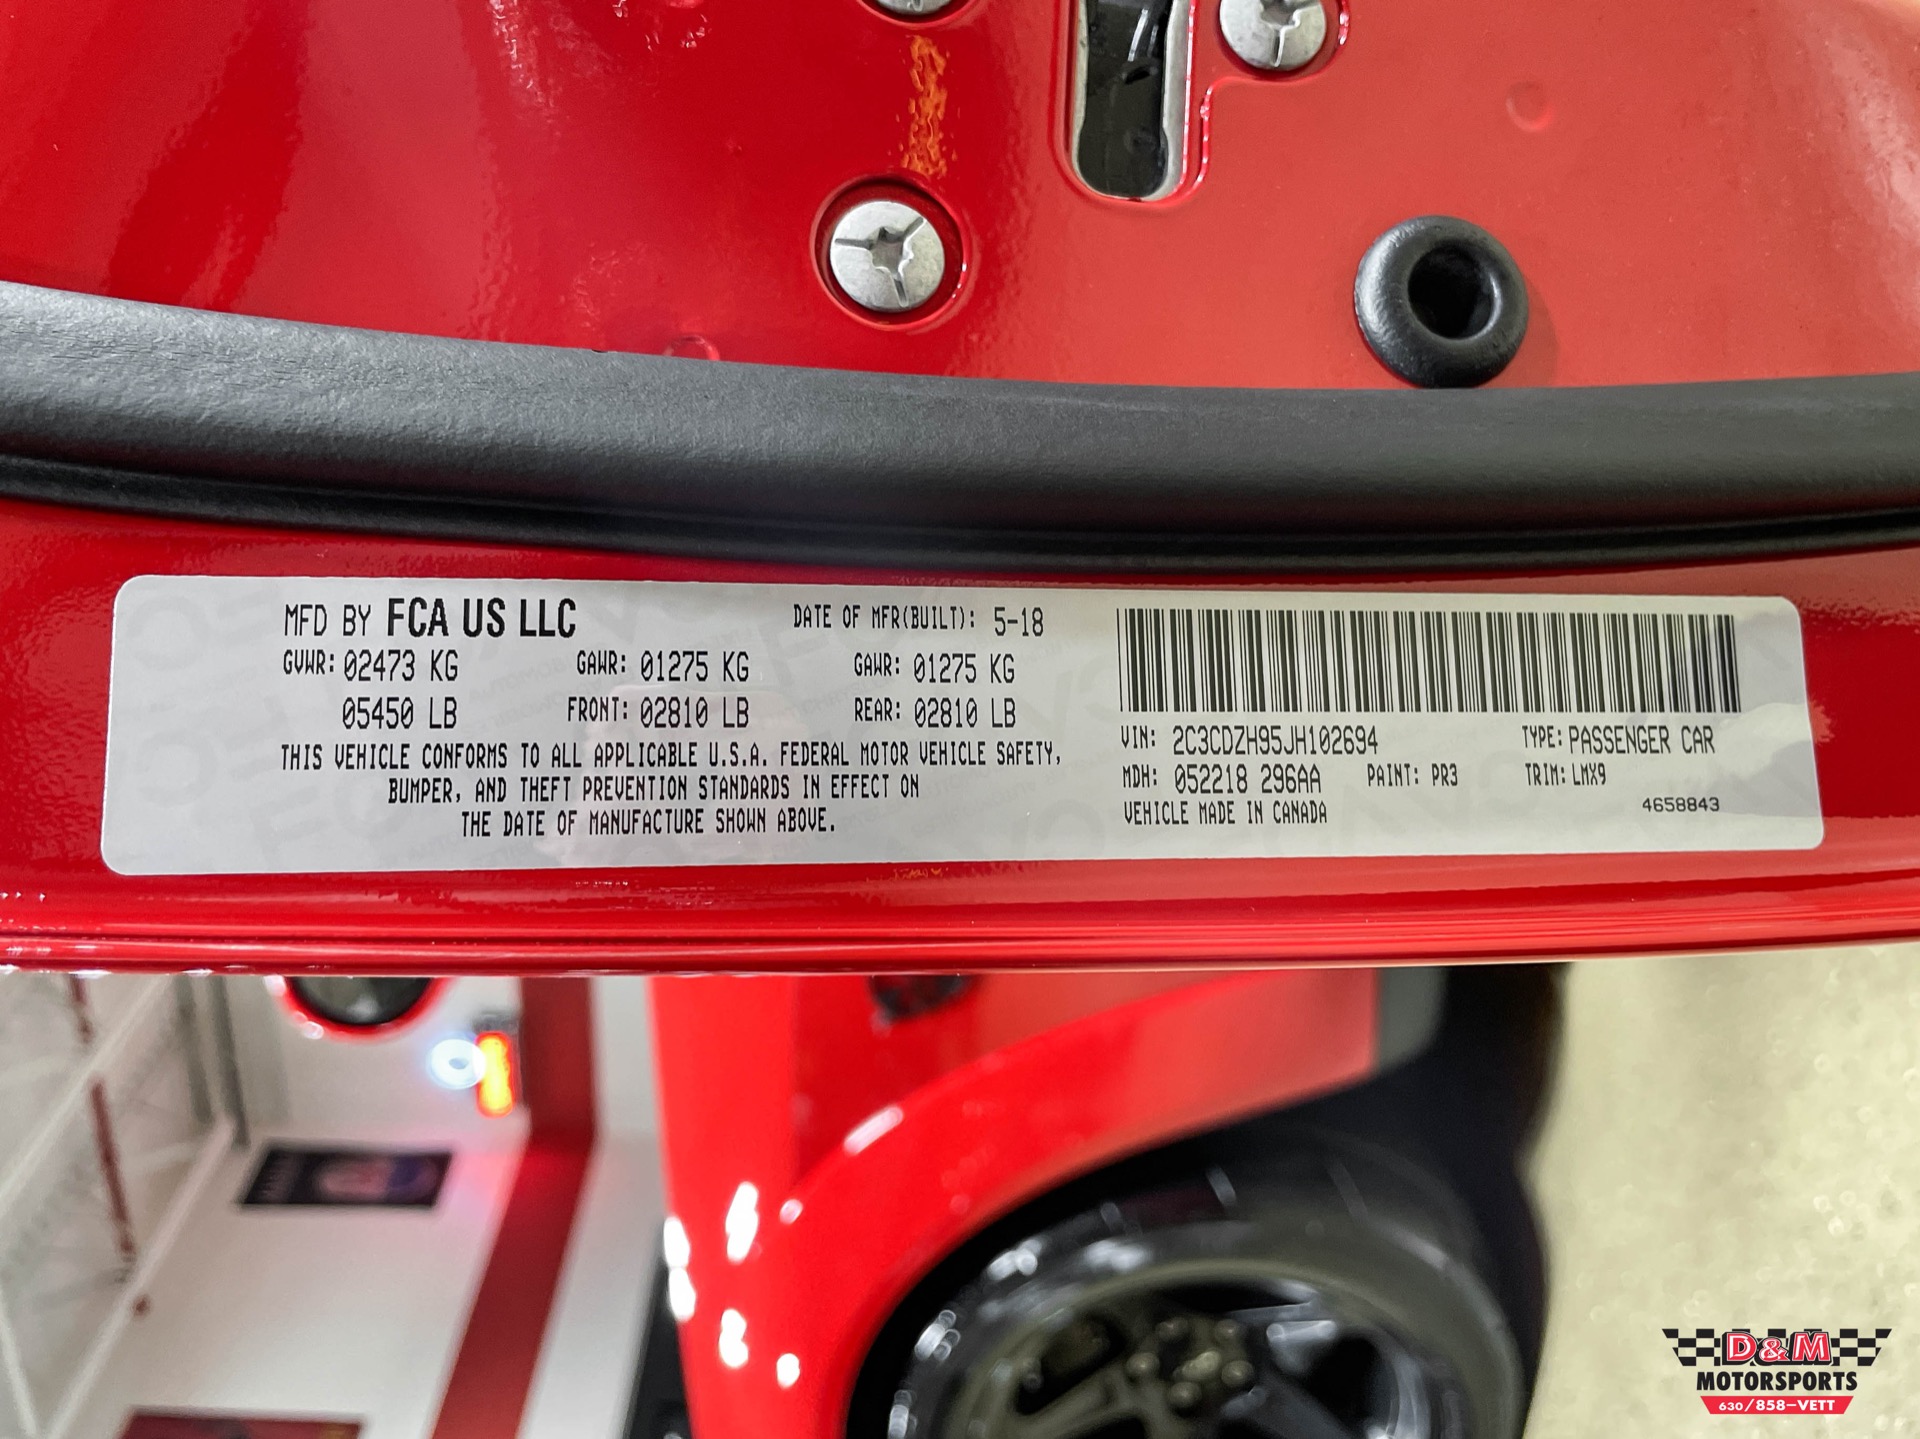 MFD BY FCA US LLC DATE OF MFR(BUILT): 5-18
GVWR: 02473 KG GAWR: 01275 KG GAWR: 01275 KG
05450 LB FRONT: 02810 LB REAR: 02810 LB
THIS VEHICLE CONFORMS TO ALL APPLICABLE U.S.A. FEDERAL MOTOR VEHICLE SAFETY,
BUMPER, AND THEFT PREVENTION STANDARDS IN EFFECT ON
THE DATE OF MANUFACTURE SHOWN ABOVE.
VIN: 2C3CDZH95JH102694 TYPE: PASSENGER CAR
MDH: 052218 296AA PAINT: PR3 TRIM: LMX9
VEHICLE MADE IN CANADA 4658843
D&M
MOTORSPORTS
630/858-VETT